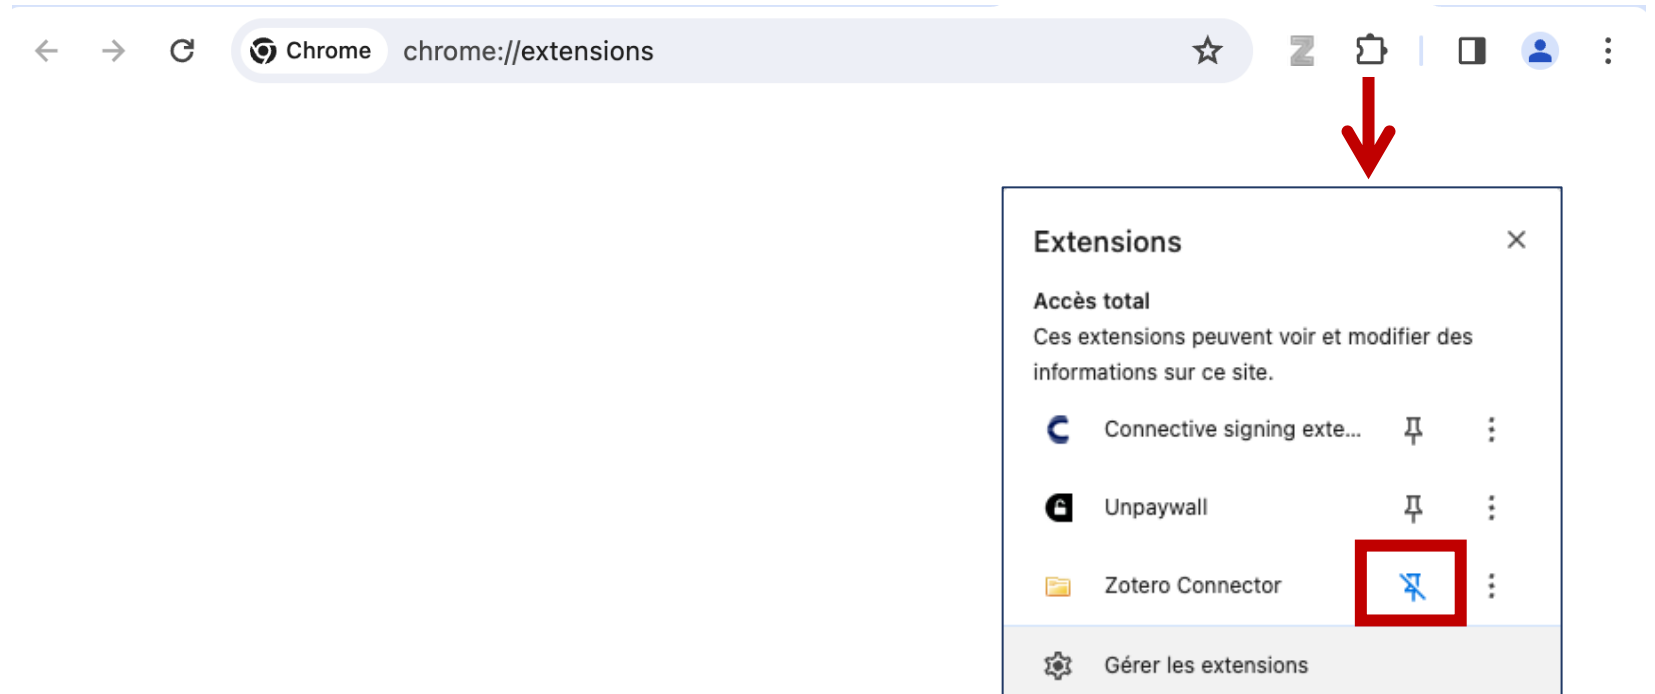 Chrome chrome://extensions
Extensions
Accès total
Ces extensions peuvent voir et modifier des
informations sur ce site.
Connective signing exte...
Unpaywall
Zotero Connector
Gérer les extensions